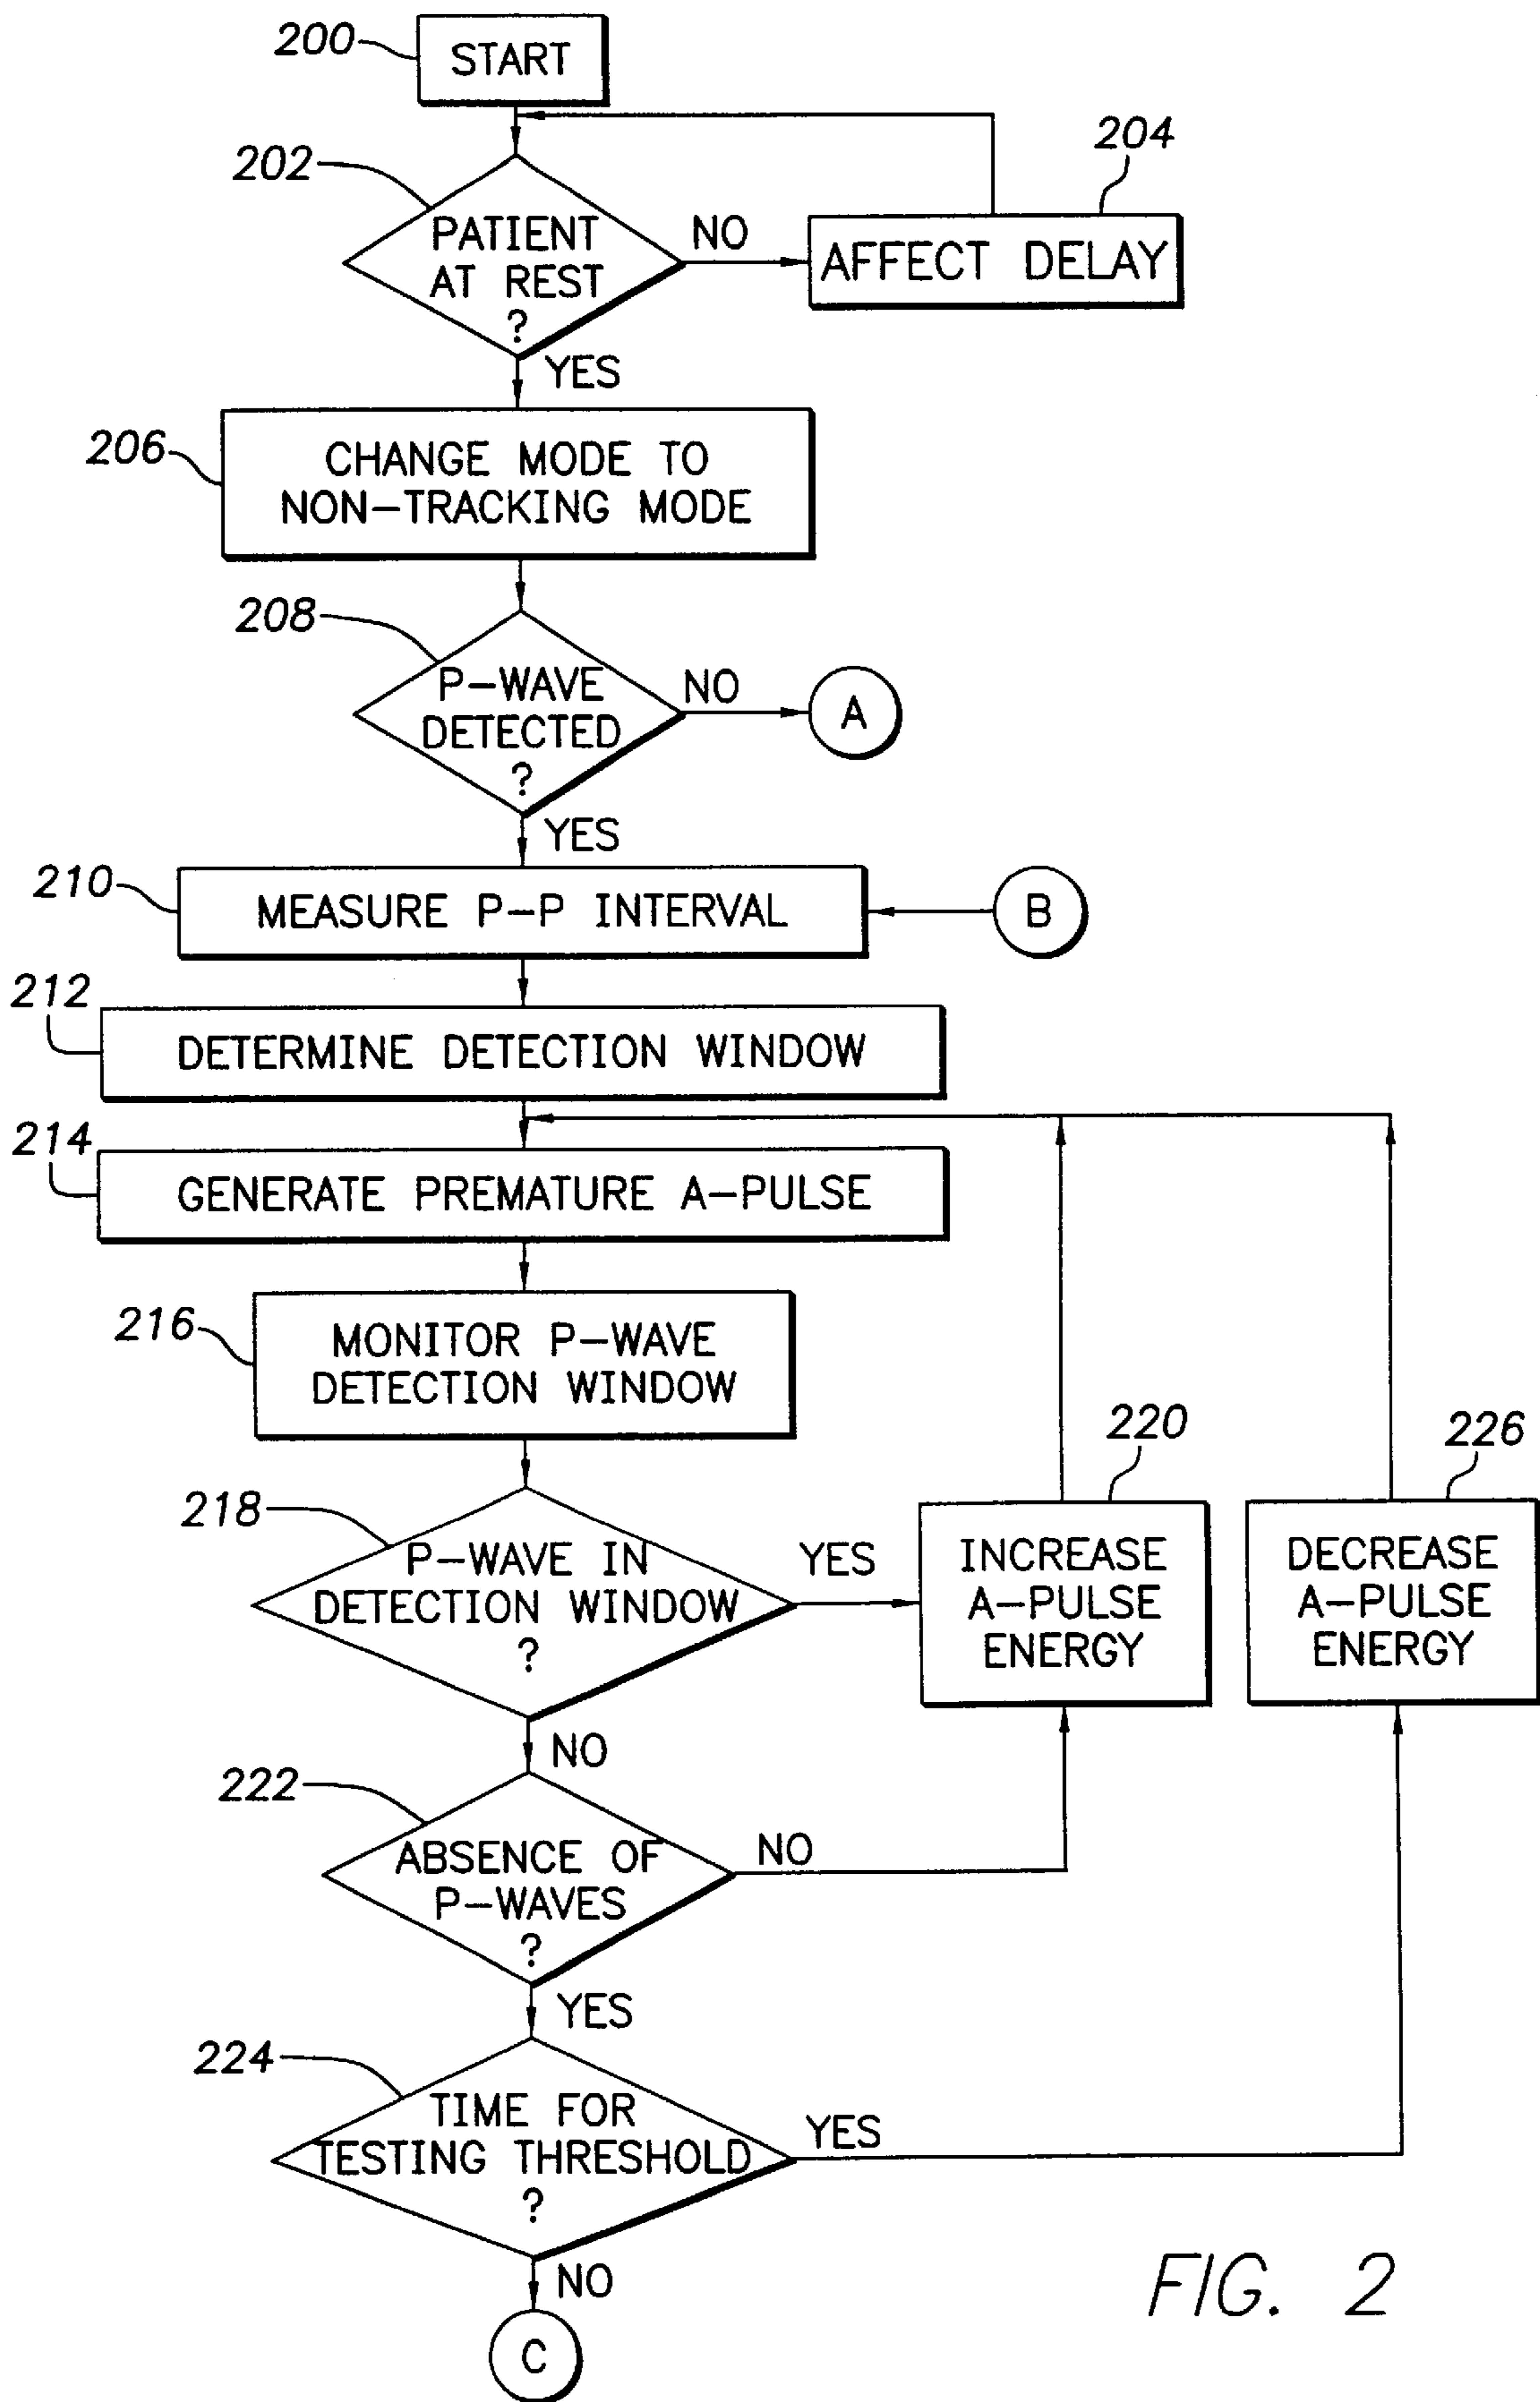 200
START
202
PATIENT
AT REST
?
NO
204
AFFECT DELAY
YES
206
CHANGE MODE TO
NON-TRACKING MODE
208
P-WAVE
DETECTED
?
NO
A
YES
210
MEASURE P-P INTERVAL
B
212
DETERMINE DETECTION WINDOW
214
GENERATE PREMATURE A-PULSE
216
MONITOR P-WAVE
DETECTION WINDOW
218
P-WAVE IN
DETECTION WINDOW
?
YES
220
INCREASE
A-PULSE
ENERGY
226
DECREASE
A-PULSE
ENERGY
NO
222
ABSENCE OF
P-WAVES
?
NO
YES
224
TIME FOR
TESTING THRESHOLD
?
YES
NO
C
FIG. 2